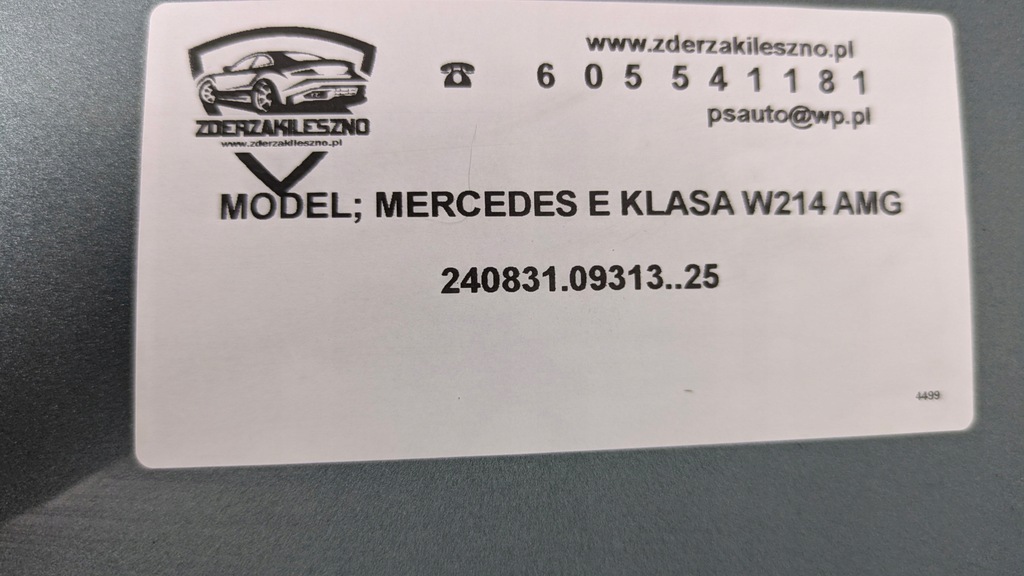 www.zderzakileszno.pl
☎ 6 0 5 5 4 1 1 8 1
psauto@wp.pl
ZDERZAKILESZNO
www.zderzakileszno.pl
MODEL; MERCEDES E KLASA W214 AMG
240831.09313..25
4499